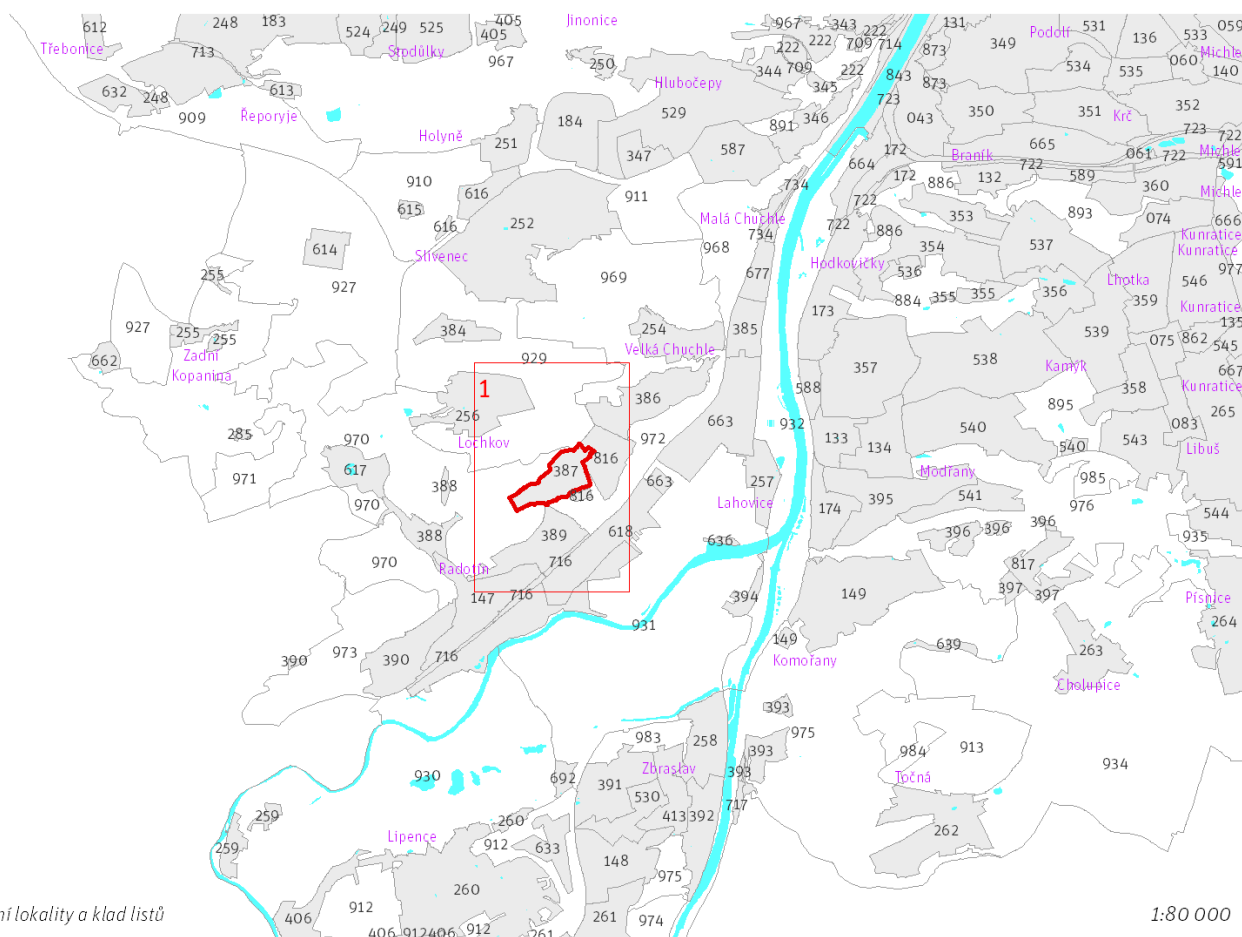 612 248 183 524 249 525 405 Jinonice 967 343 222 131 531 059
Třebonice 713 Stodůlky 405 967 250 222 222 709 714 873 349 Podolí 136 533 Michle
632 248 613 Hlubočepy 344 709 222 843 873 534 535 060 140
909 Řeporyje 345 723
Holyně 251 184 529 891 346 043 350 351 Krč 352
347 587 172 665 723 722
910 616 911 734 664 Braník 061 722 Michle
172 886 132 722 589 591
615 616 252 Malá Chuchle 722 353 893 360 Michle
614 Slivenec 734 968 722 886 354 537 074 666 Kunratice
255 927 969 677 Hodkovičky 536 Lhotka 546 977 Kunratice
884 355 355 356 359 Kunratice
927 255 255 384 254 385 173 539 075 862 135
662 Zadní Kopanina 929 Velká Chuchle 357 538 Kamýk 545
1 386 588 358 667 Kunratice
256 663 932 895 083 265
285 970 Lochkov 972 133 134 540 540 543 Libuš
971 617 388 387 816 663 257 Modřany 985
970 816 Lahovice 174 395 541 976 544
388 389 618 636 396 396 396 935
970 Radotín 716 817
147 716 394 149 397 397 Písnice
931 149 639 263 264
390 973 390 716 Komořany Cholupice
393 975
983 258 393 984 913 934
930 692 Zbraslav 393 Točná
391 530 717
259 260 413 392
259 Lipence 912 633 262
148 975
260
406 912 261 974
406 912 406 912 261
ní lokality a klad listů 1:80 000